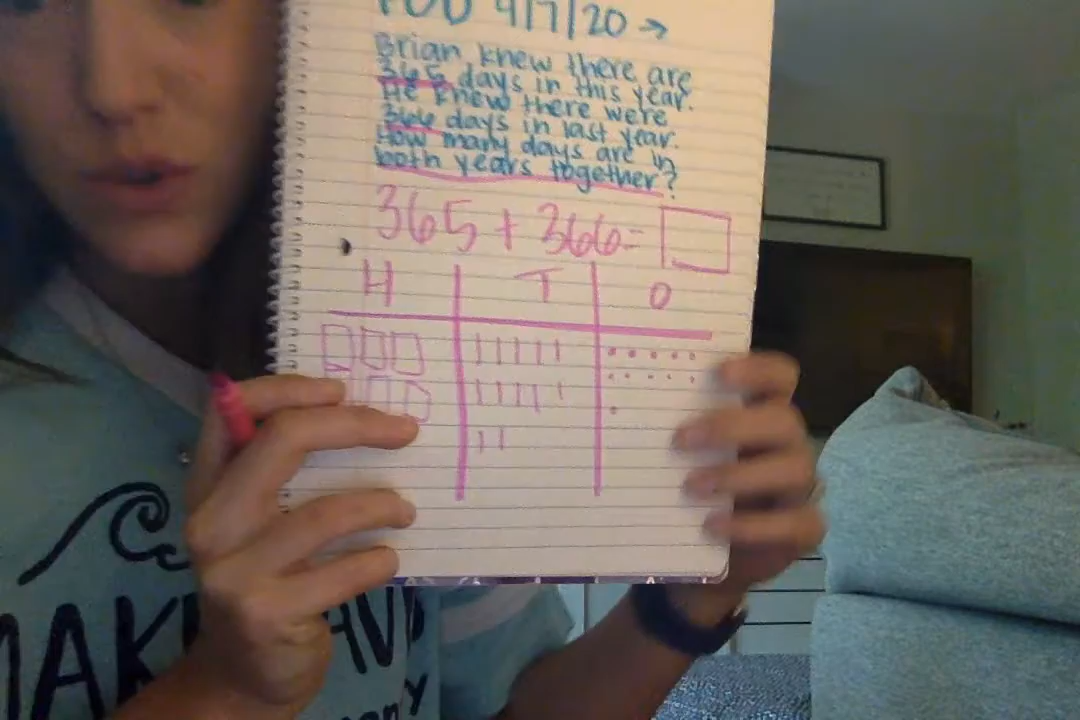 POD 4/7/20 →
Brian knew there are
365 days in this year.
He knew there were
366 days in last year.
How many days are in
both years together?
365 + 366 =
H T O
MAKE